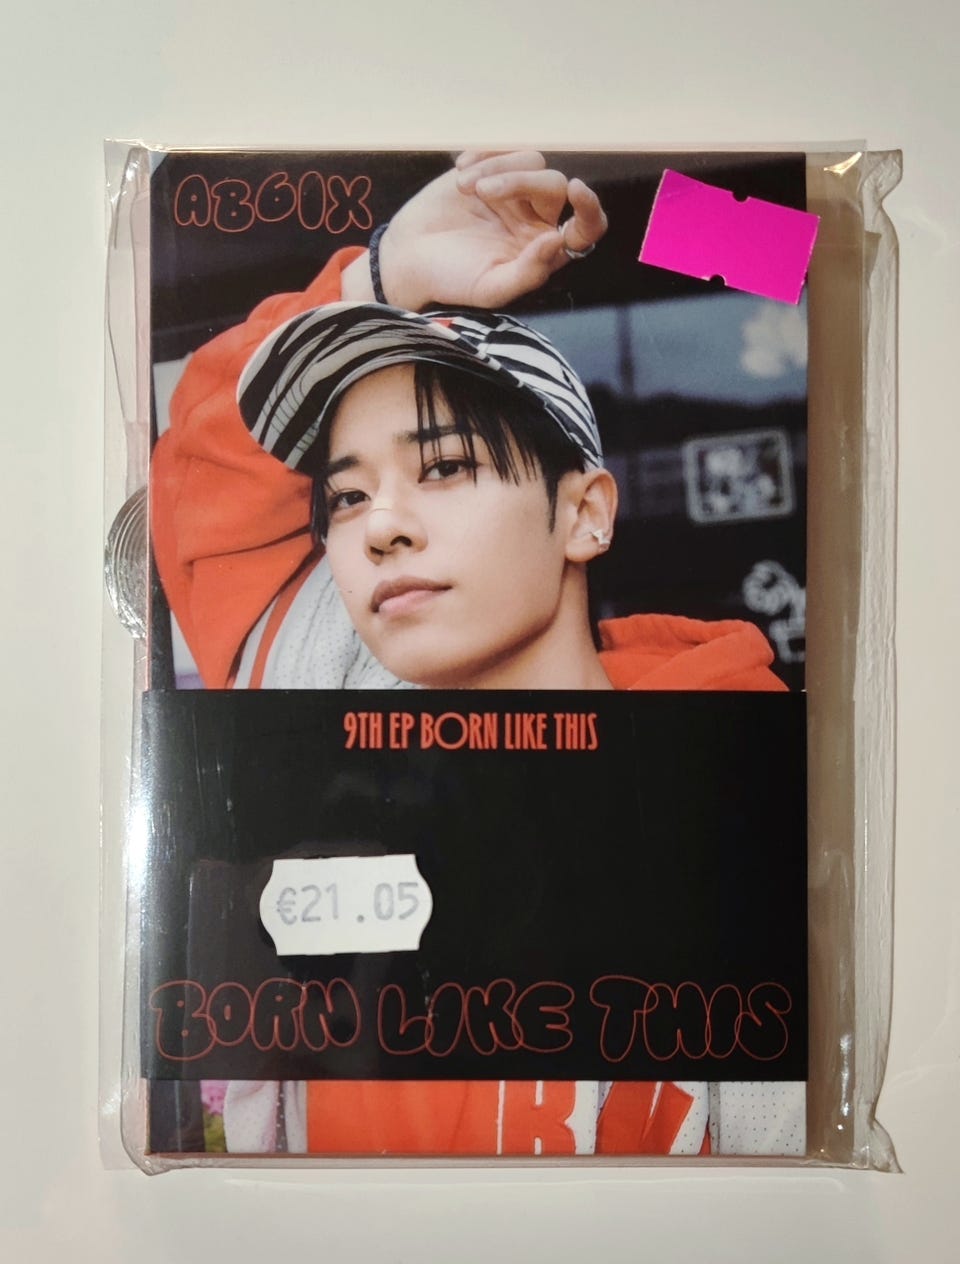 AB6IX
9TH EP BORN LIKE THIS
€21.05
BORN LIKE THIS